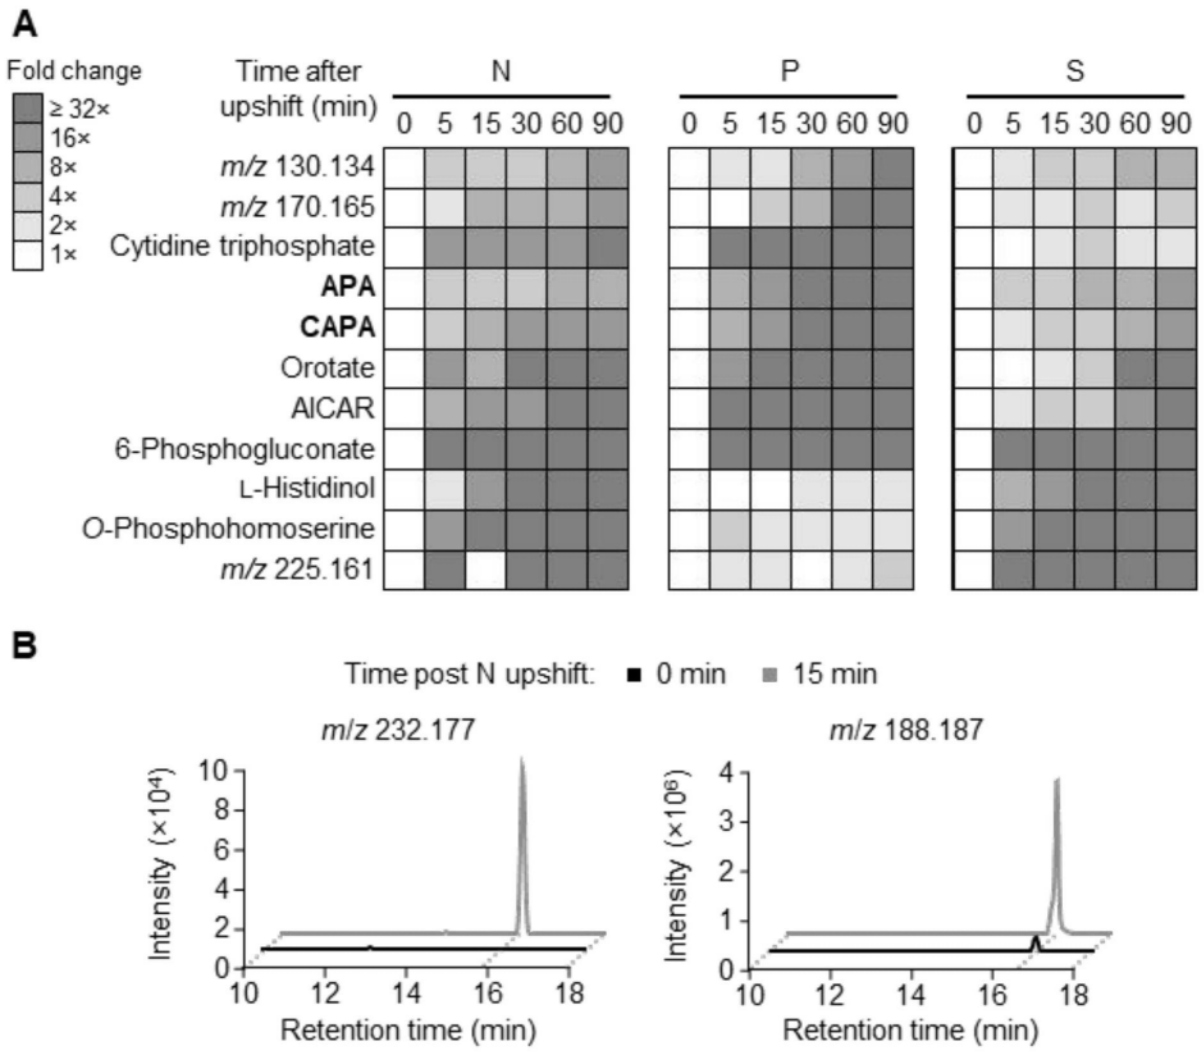 A
Fold change
≥ 32×
16×
8×
4×
2×
1×
Time after
upshift (min)
N
P
S
0 5 15 30 60 90
0 5 15 30 60 90
0 5 15 30 60 90
m/z 130.134
m/z 170.165
Cytidine triphosphate
APA
CAPA
Orotate
AICAR
6-Phosphogluconate
L-Histidinol
O-Phosphohomoserine
m/z 225.161
B
Time post N upshift: 0 min 15 min
m/z 232.177
Intensity (×10⁴)
10
8
6
4
2
0
10 12 14 16 18
Retention time (min)
m/z 188.187
Intensity (×10⁶)
4
3
2
1
0
10 12 14 16 18
Retention time (min)